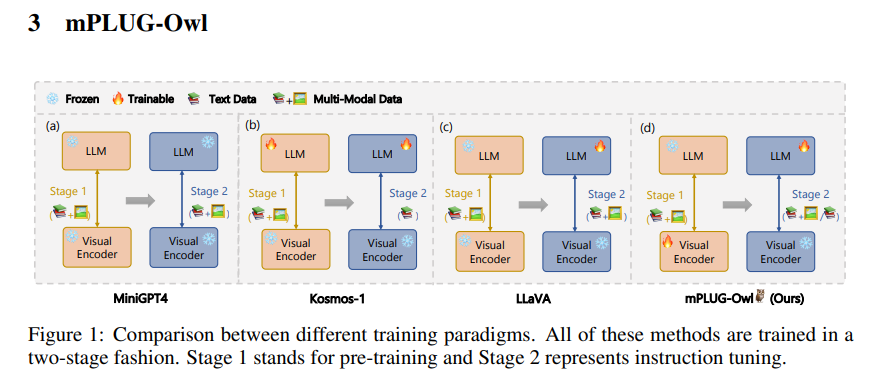 3 mPLUG-Owl
Frozen Trainable Text Data + Multi-Modal Data
(a)
LLM
LLM
Stage 1
( + )
Stage 2
( + )
Visual
Encoder
Visual
Encoder
MiniGPT4
(b)
LLM
LLM
Stage 1
( + )
Stage 2
( )
Visual
Encoder
Visual
Encoder
Kosmos-1
(c)
LLM
LLM
Stage 1
( + )
Stage 2
( + )
Visual
Encoder
Visual
Encoder
LLaVA
(d)
LLM
LLM
Stage 1
( + )
Stage 2
( + / )
Visual
Encoder
Visual
Encoder
mPLUG-Owl (Ours)
Figure 1: Comparison between different training paradigms. All of these methods are trained in a
two-stage fashion. Stage 1 stands for pre-training and Stage 2 represents instruction tuning.